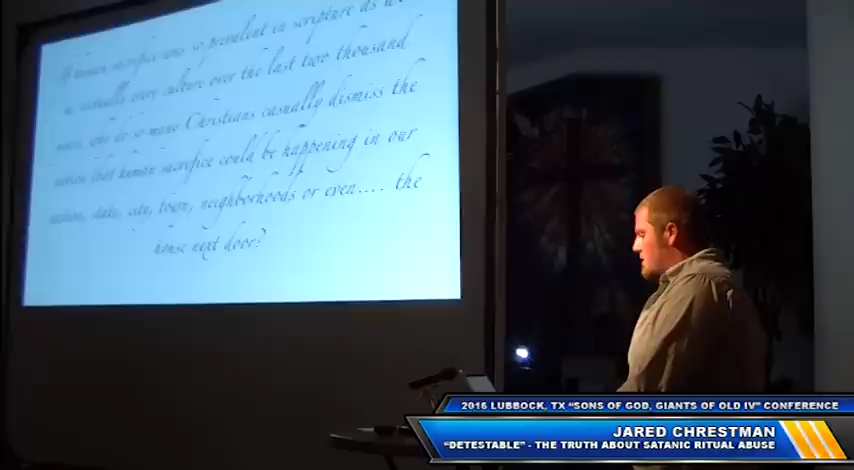 If human sacrifice was so prevalent in scripture as w
virtually every culture over the last two thousand
why do so many Christians casually dismiss the
notion that human sacrifice could be happening in our
nation, state, city, town, neighborhoods or even.... the
house next door?
2016 LUBBOCK, TX "SONS OF GOD, GIANTS OF OLD IV" CONFERENCE
JARED CHRESTMAN
"DETESTABLE" - THE TRUTH ABOUT SATANIC RITUAL ABUSE